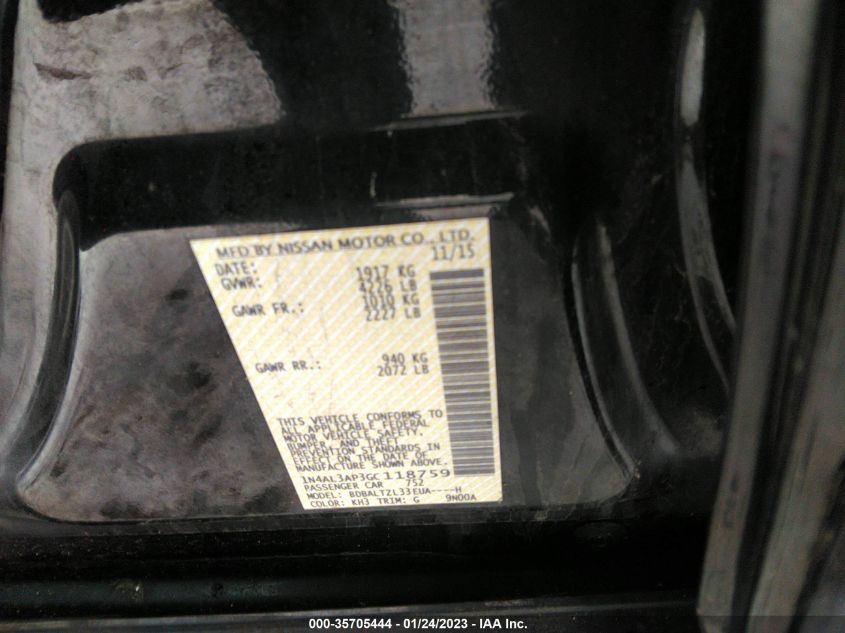 MFD BY NISSAN MOTOR CO., LTD.
DATE: 11/15
GVWR: 1917 KG
4226 LB
GAWR FR.: 1010 KG
2227 LB
GAWR RR.: 940 KG
2072 LB
THIS VEHICLE CONFORMS TO
ALL APPLICABLE FEDERAL
MOTOR VEHICLE SAFETY,
BUMPER, AND THEFT
PREVENTION STANDARDS IN
EFFECT ON THE DATE OF
MANUFACTURE SHOWN ABOVE.
1N4AL3AP3GC118759
PASSENGER CAR 752
MODEL: BDBALTZL33EUA----H
COLOR: KH3 TRIM: G 9N00A
000-35705444 - 01/24/2023 - IAA Inc.